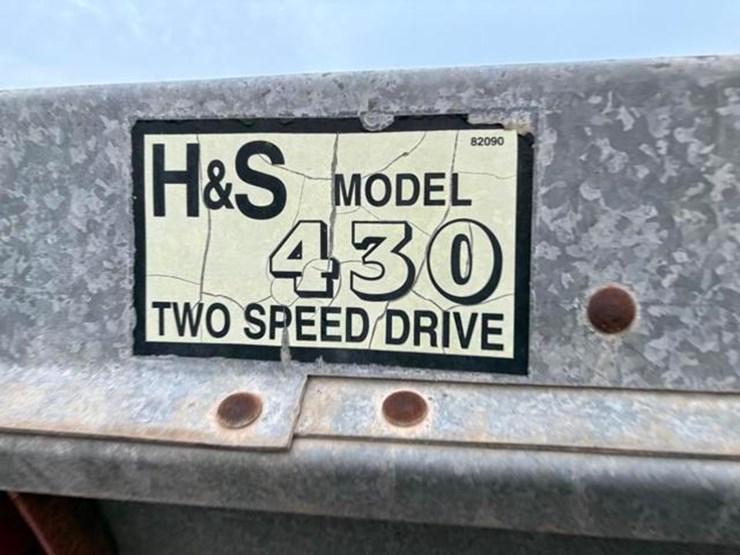 82090
H&S MODEL
430
TWO SPEED DRIVE